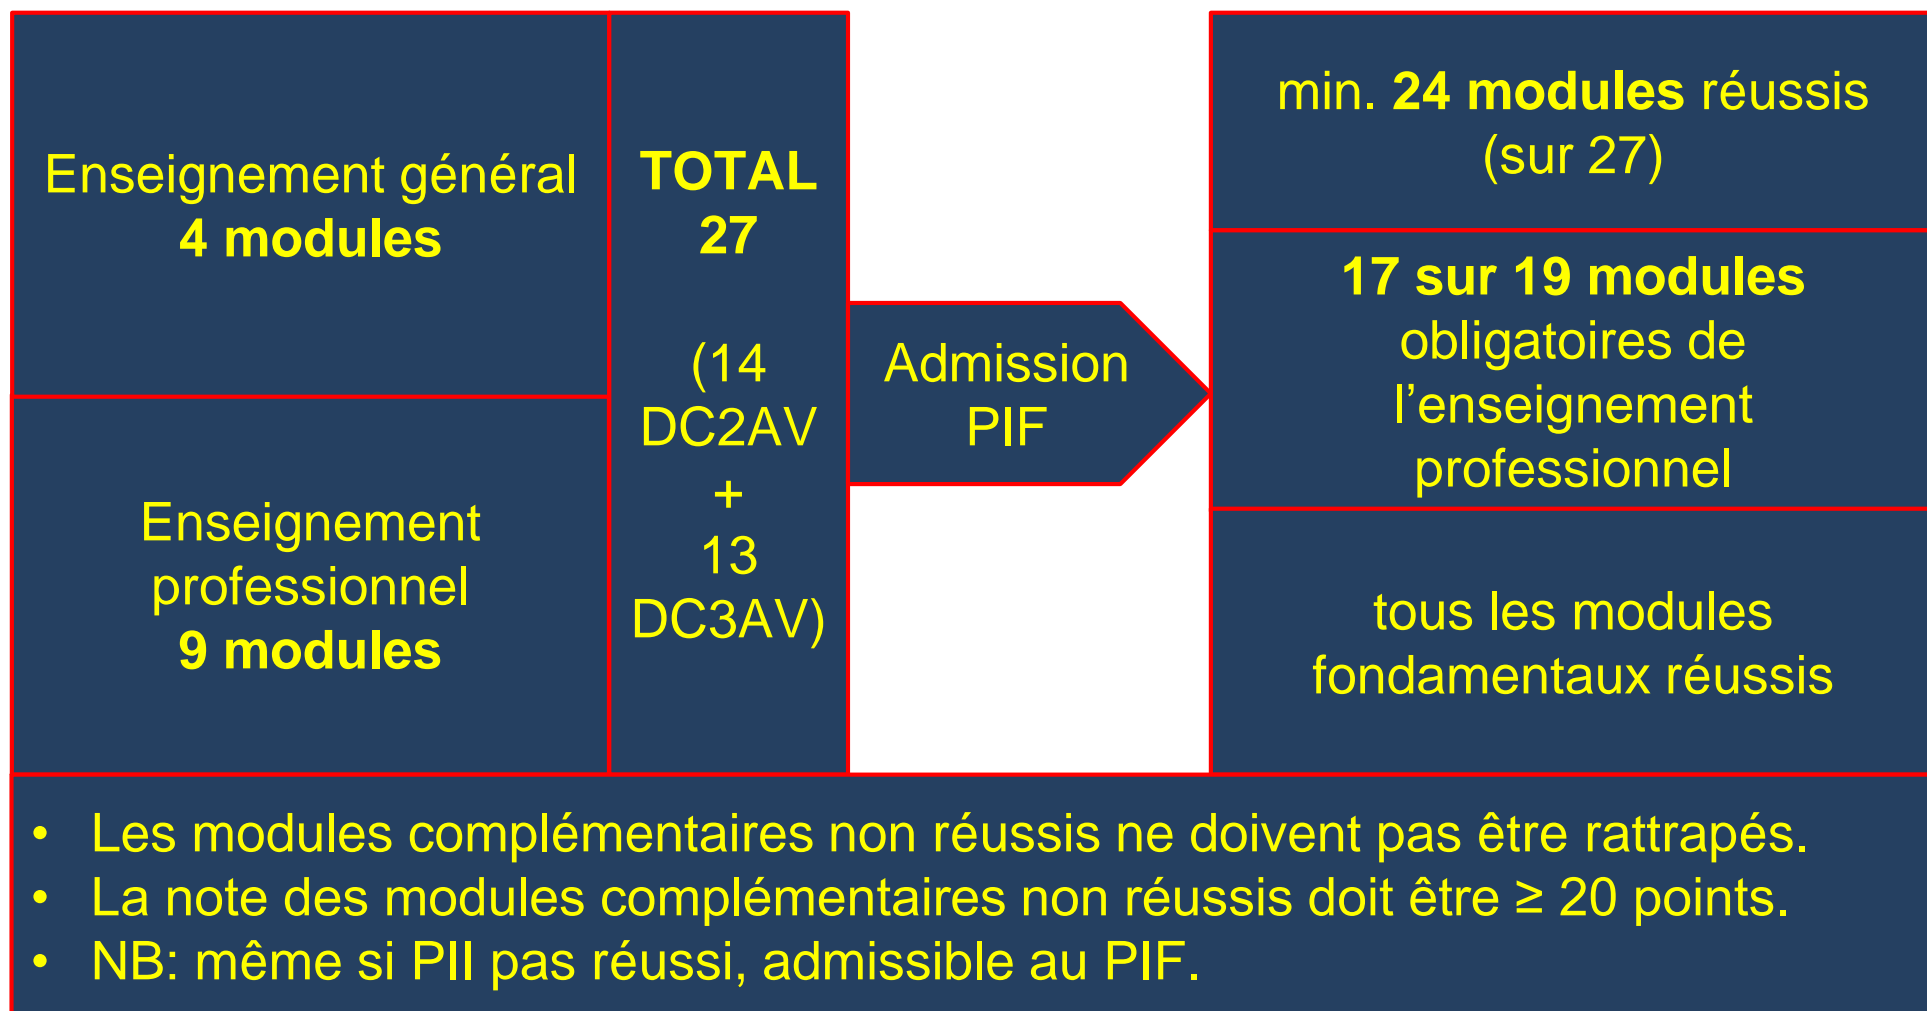 Enseignement général
4 modules
Enseignement
professionnel
9 modules
TOTAL
27
(14
DC2AV
+
13
DC3AV)
Admission
PIF
min. 24 modules réussis
(sur 27)
17 sur 19 modules
obligatoires de
l’enseignement
professionnel
tous les modules
fondamentaux réussis
• Les modules complémentaires non réussis ne doivent pas être rattrapés.
• La note des modules complémentaires non réussis doit être ≥ 20 points.
• NB: même si PII pas réussi, admissible au PIF.